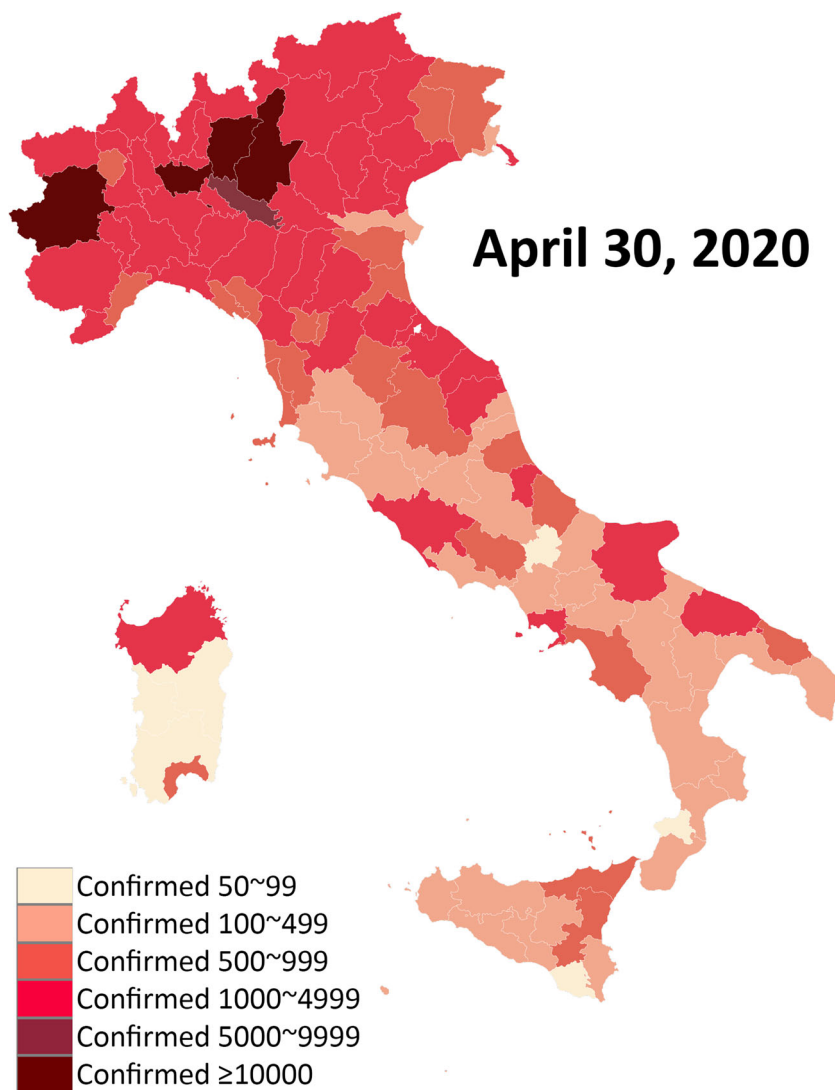 April 30, 2020
Confirmed 50~99
Confirmed 100~499
Confirmed 500~999
Confirmed 1000~4999
Confirmed 5000~9999
Confirmed ≥10000